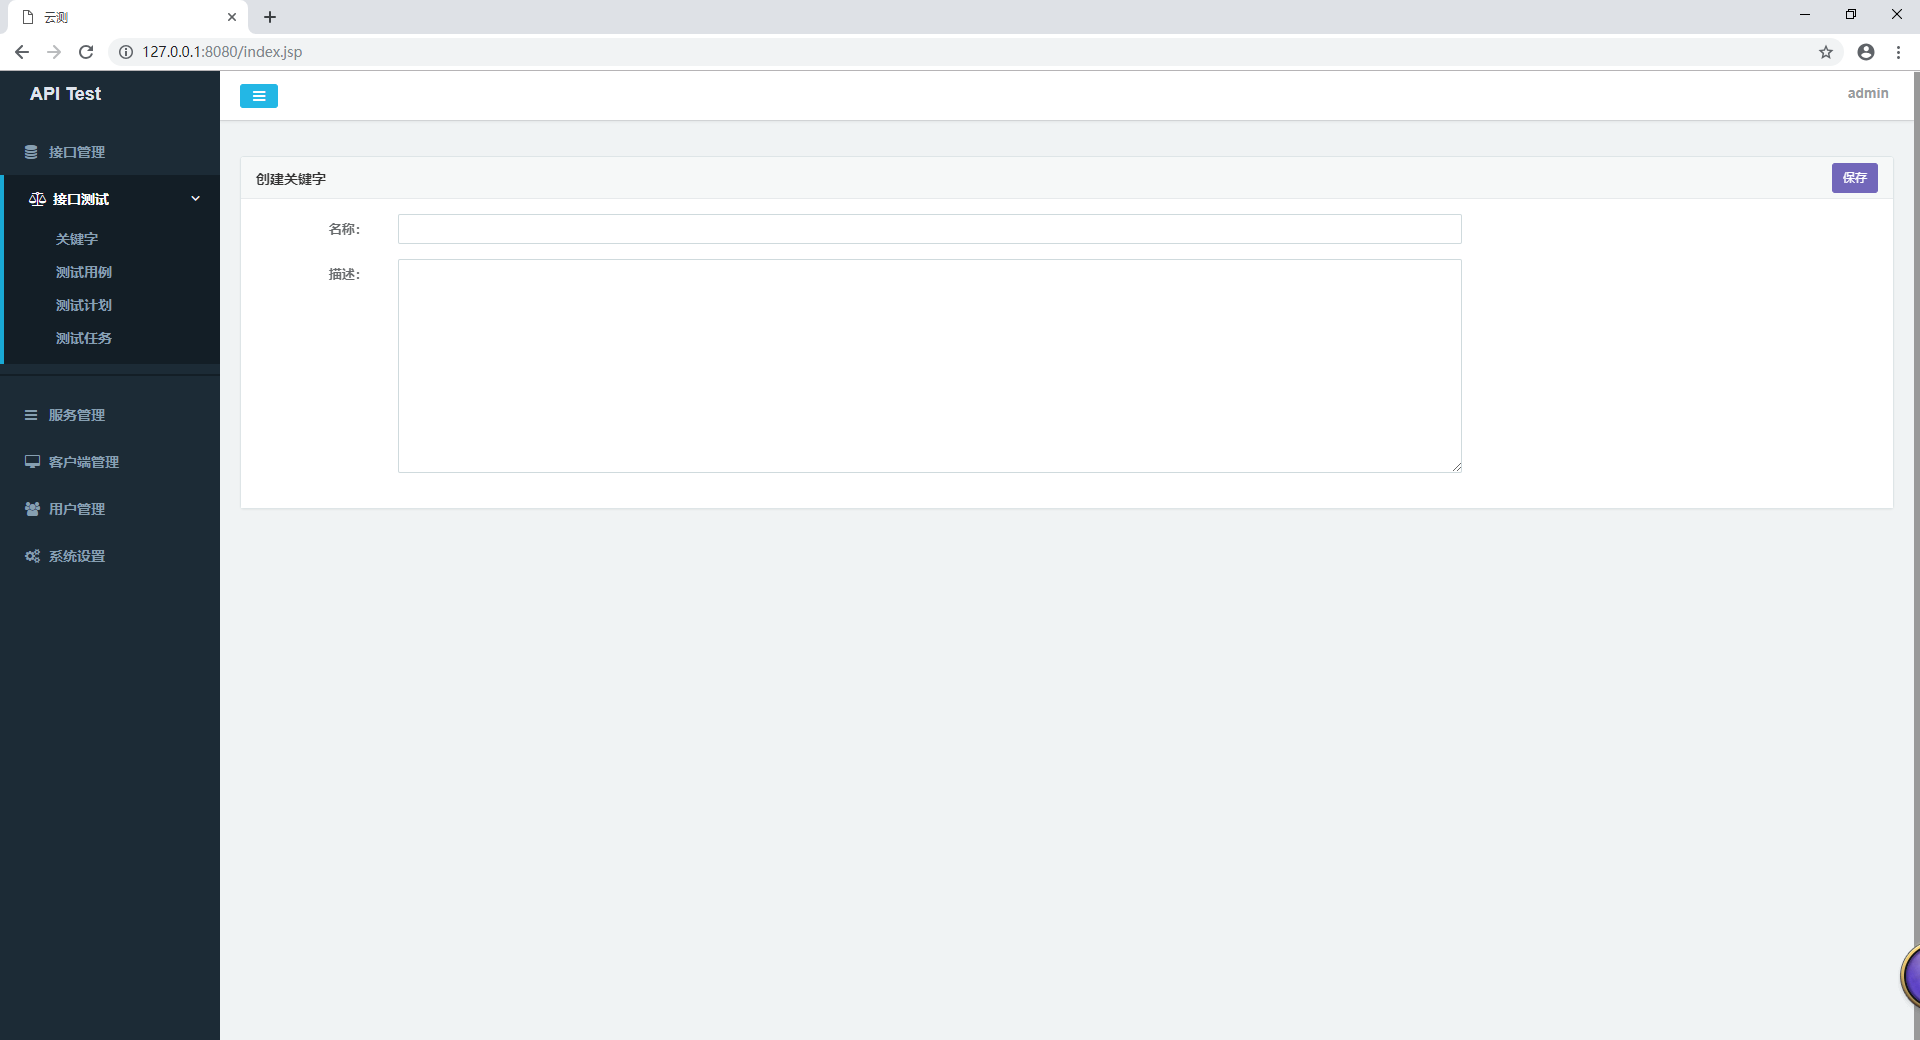 云测
127.0.0.1:8080/index.jsp
API Test
admin
接口管理
接口测试
关键字
测试用例
测试计划
测试任务
服务管理
客户端管理
用户管理
系统设置
创建关键字
保存
名称:
描述: